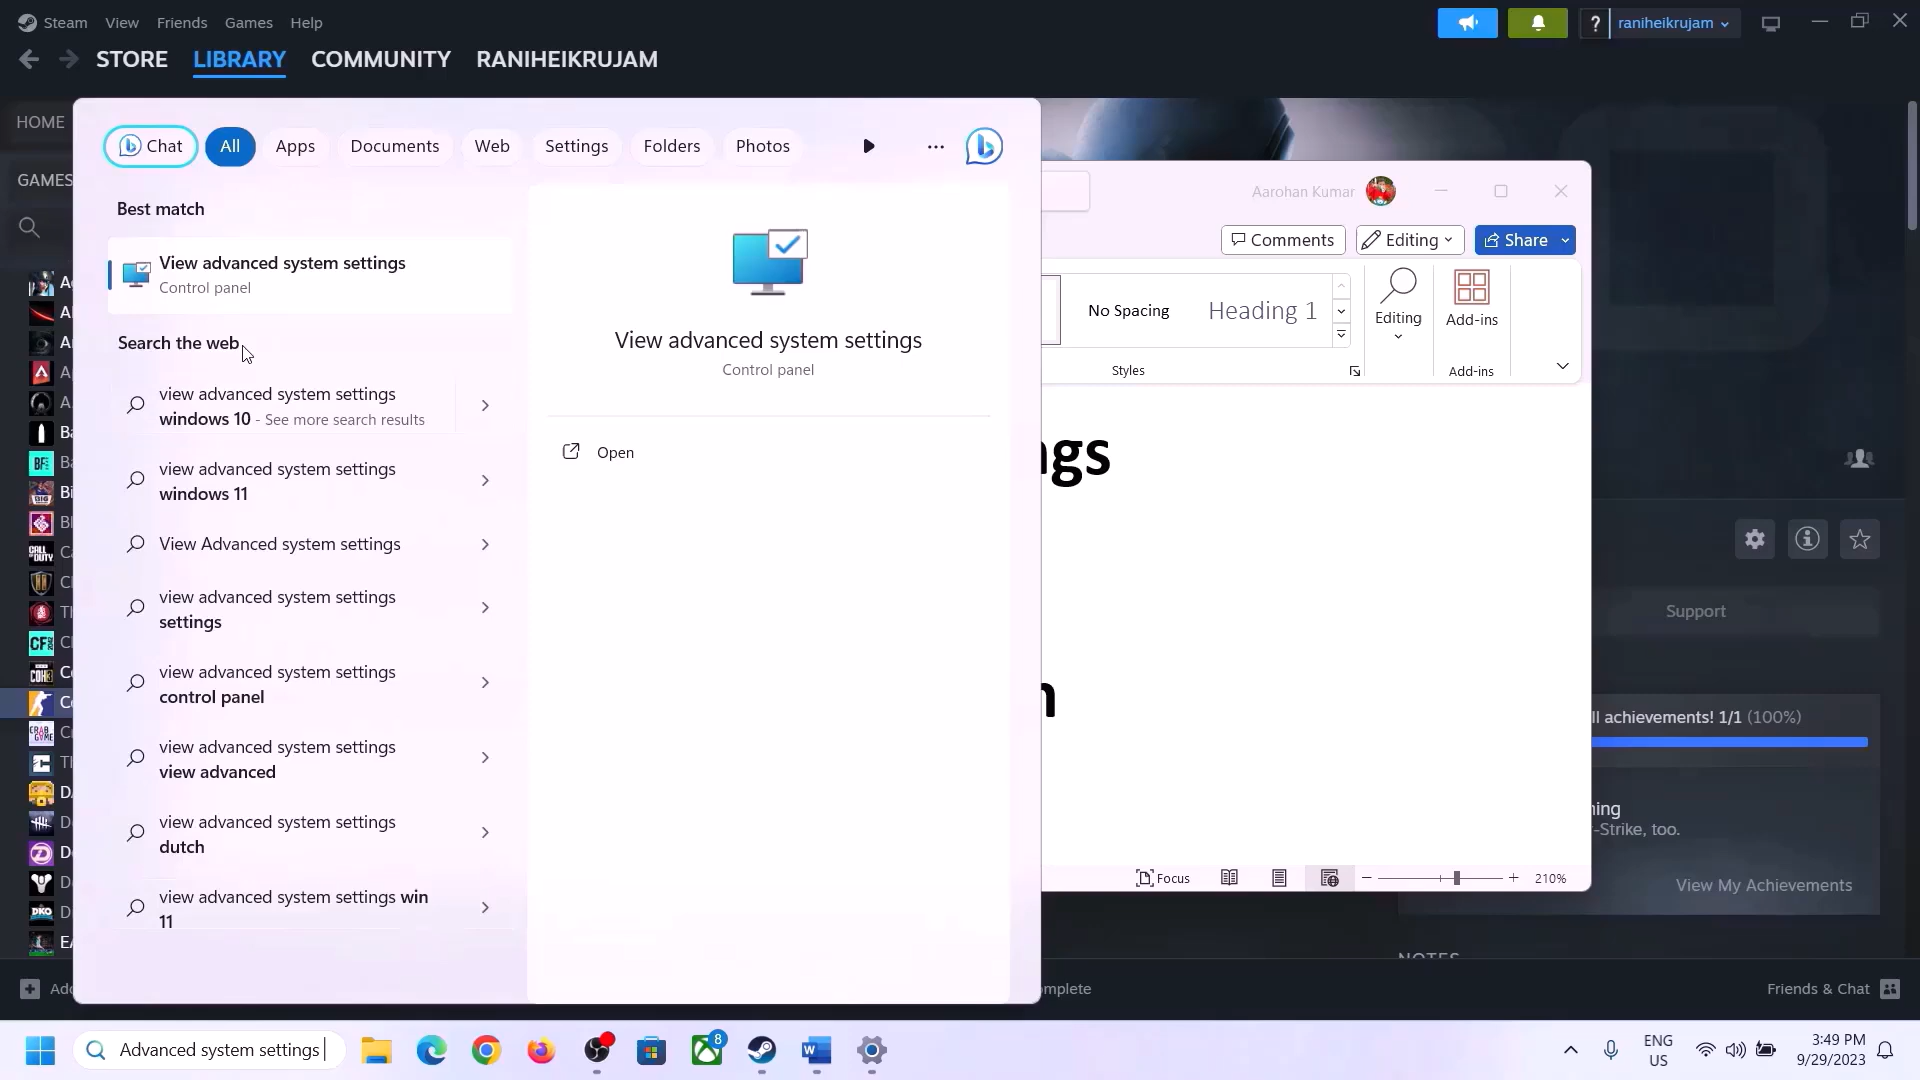 Steam View Friends Games Help
? raniheikrujam
STORE LIBRARY COMMUNITY RANIHEIKRUJAM
HOME
GAMES
Chat All Apps Documents Web Settings Folders Photos
Best match
View advanced system settings
Control panel
Search the web
view advanced system settings
windows 10 - See more search results
view advanced system settings
windows 11
View Advanced system settings
view advanced system settings
settings
view advanced system settings
control panel
view advanced system settings
view advanced
view advanced system settings
dutch
view advanced system settings win
11
View advanced system settings
Control panel
Open
Aarohan Kumar
Comments Editing Share
No Spacing Heading 1
Editing
Add-ins
Styles
Add-ins
ngs
n
Focus
210%
Support
ll achievements! 1/1 (100%)
ning
-Strike, too.
View My Achievements
NOTES
Add
mplete
Friends & Chat
Advanced system settings
8
ENG
US
3:49 PM
9/29/2023